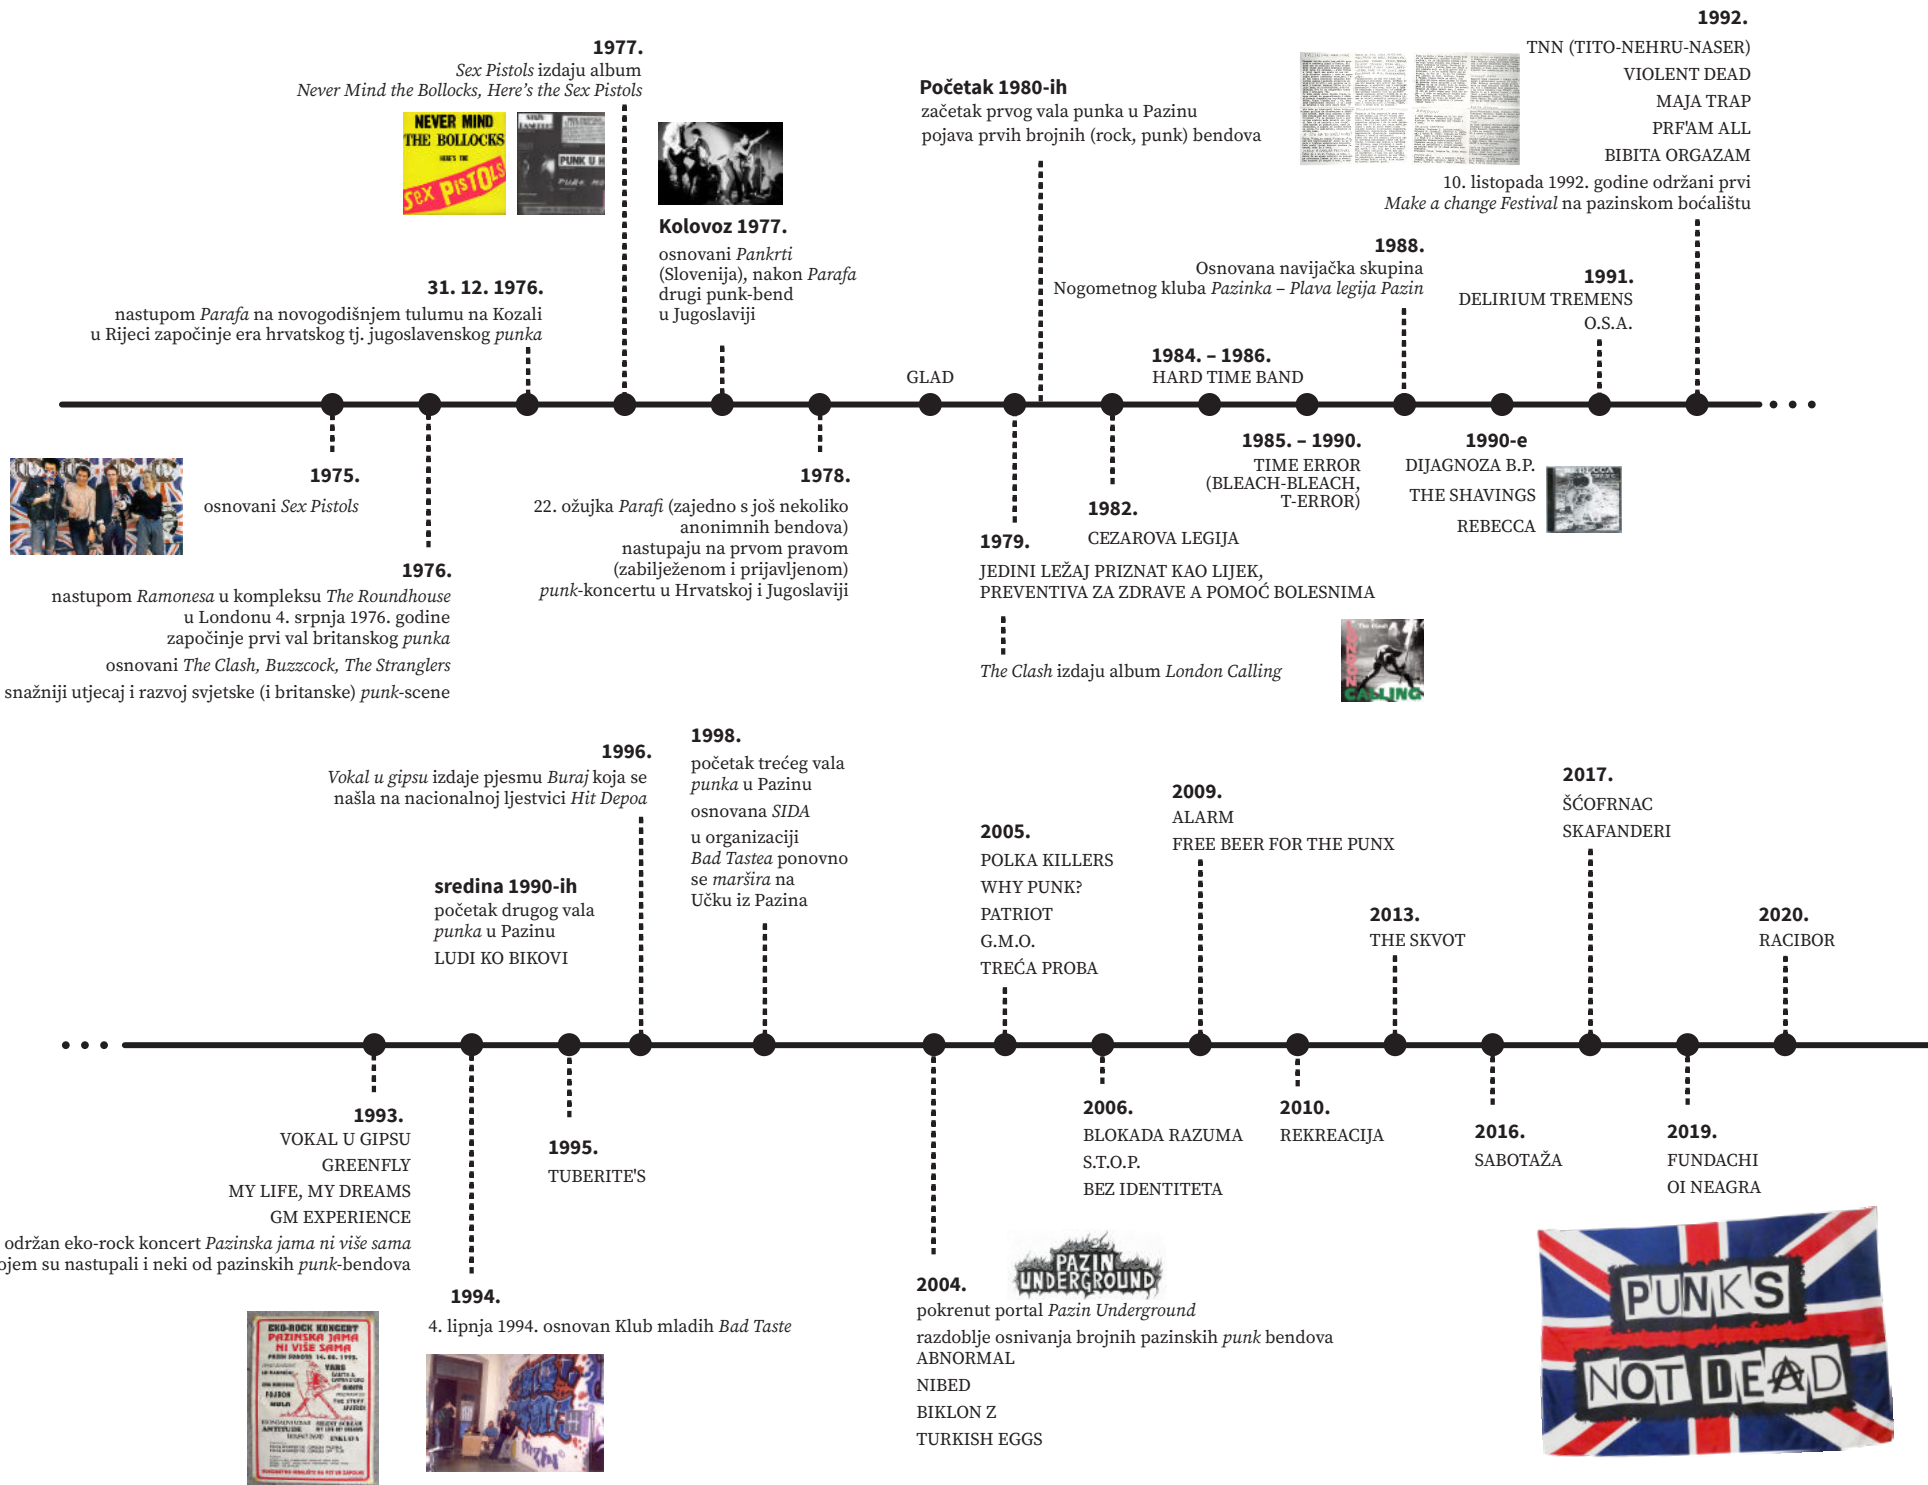 1977.
Sex Pistols izdaju album
Never Mind the Bollocks, Here's the Sex Pistols
NEVER MIND
THE BOLLOCKS
HERE'S THE
SEX PISTOLS
PUNK U
Kolovoz 1977.
osnovani Pankrti
(Slovenija), nakon Parafa
drugi punk-bend
u Jugoslaviji
31. 12. 1976.
nastupom Parafa na novogodišnjem tulumu na Kozali
u Rijeci započinje era hrvatskog tj. jugoslavenskog punka
Početak 1980-ih
začetak prvog vala punka u Pazinu
pojava prvih brojnih (rock, punk) bendova
1992.
TNN (TITO-NEHRU-NASER)
VIOLENT DEAD
MAJA TRAP
PRF'AM ALL
BIBITA ORGAZAM
10. listopada 1992. godine održani prvi
Make a change Festival na pazinskom boćalištu
1988.
Osnovana navijačka skupina
Nogometnog kluba Pazinka – Plava legija Pazin
1991.
DELIRIUM TREMENS
O.S.A.
GLAD
1984. – 1986.
HARD TIME BAND
1975.
osnovani Sex Pistols
1976.
nastupom Ramonesa u kompleksu The Roundhouse
u Londonu 4. srpnja 1976. godine
započinje prvi val britanskog punka
osnovani The Clash, Buzzcock, The Stranglers
snažniji utjecaj i razvoj svjetske (i britanske) punk-scene
1978.
22. ožujka Parafi (zajedno s još nekoliko
anonimnih bendova)
nastupaju na prvom pravom
(zabilježenom i prijavljenom)
punk-koncertu u Hrvatskoj i Jugoslaviji
1979.
JEDINI LEŽAJ PRIZNAT KAO LIJEK,
PREVENTIVA ZA ZDRAVE A POMOĆ BOLESNIMA
The Clash izdaju album London Calling
The Clash
LONDON
CALLING
1982.
CEZAROVA LEGIJA
1985. – 1990.
TIME ERROR
(BLEACH-BLEACH,
T-ERROR)
1990-e
DIJAGNOZA B.P.
THE SHAVINGS
REBECCA
1996.
Vokal u gipsu izdaje pjesmu Buraj koja se
našla na nacionalnoj ljestvici Hit Depoa
1998.
početak trećeg vala
punka u Pazinu
osnovana SIDA
u organizaciji
Bad Tastea ponovno
se maršira na
Učku iz Pazina
sredina 1990-ih
početak drugog vala
punka u Pazinu
LUDI KO BIKOVI
2005.
POLKA KILLERS
WHY PUNK?
PATRIOT
G.M.O.
TREĆA PROBA
2009.
ALARM
FREE BEER FOR THE PUNX
2013.
THE SKVOT
2017.
ŠĆOFRNAC
SKAFANDERI
2020.
RACIBOR
1993.
VOKAL U GIPSU
GREENFLY
MY LIFE, MY DREAMS
GM EXPERIENCE
održan eko-rock koncert Pazinska jama ni više sama
ojem su nastupali i neki od pazinskih punk-bendova
EKO-ROCK KONCERT
PAZINSKA JAMA
NI VIŠE SAMA
1994.
4. lipnja 1994. osnovan Klub mladih Bad Taste
1995.
TUBERITE'S
2004.
pokrenut portal Pazin Underground
razdoblje osnivanja brojnih pazinskih punk bendova
ABNORMAL
NIBED
BIKLON Z
TURKISH EGGS
PAZIN
UNDERGROUND
2006.
BLOKADA RAZUMA
S.T.O.P.
BEZ IDENTITETA
2010.
REKREACIJA
2016.
SABOTAŽA
2019.
FUNDACHI
OI NEAGRA
PUNKS
NOT DEAD